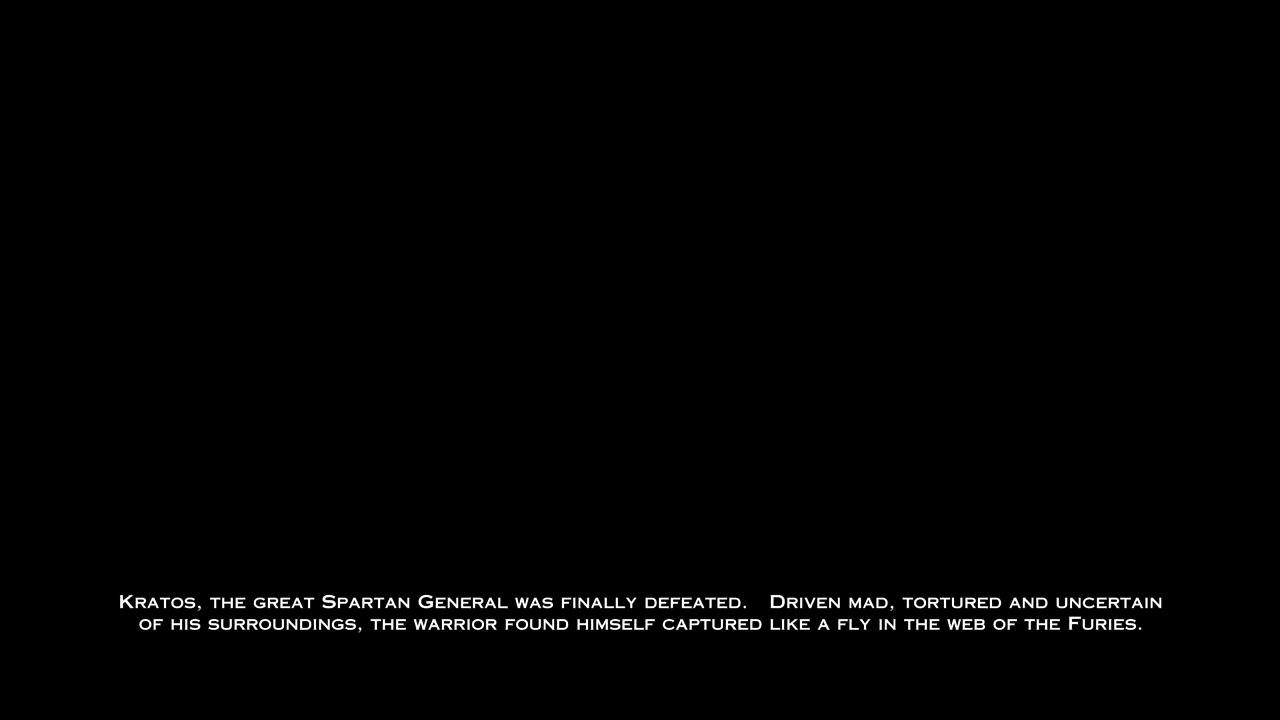 Kratos, the great Spartan General was finally defeated.   Driven mad, tortured and uncertain
of his surroundings, the warrior found himself captured like a fly in the web of the Furies.